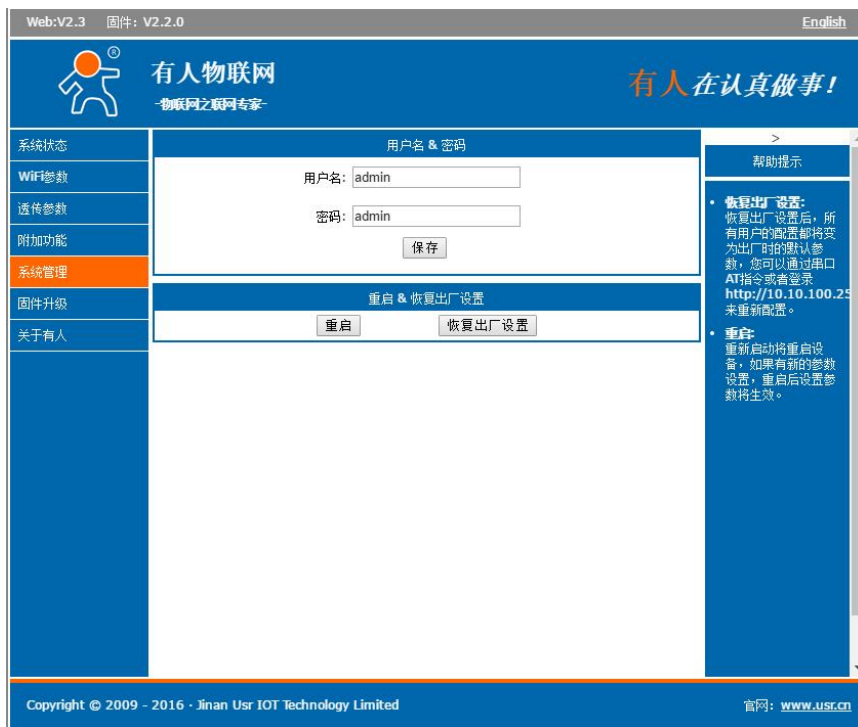 Web:V2.3 固件: V2.2.0 English
®
有人物联网
-物联网之联网专家-
有人在认真做事!
系统状态
WiFi参数
透传参数
附加功能
系统管理
固件升级
关于有人
用户名 & 密码
用户名: admin
密码: admin
保存
重启 & 恢复出厂设置
重启 恢复出厂设置
>
帮助提示
• 恢复出厂设置:
恢复出厂设置后,所
有用户的配置都将变
为出厂时的默认参
数,您可以通过串口
AT指令或者登录
http://10.10.100.25
来重新配置。
• 重启:
重新启动将重启设
备,如果有新的参数
设置,重启后设置参
数将生效。
Copyright © 2009 - 2016 · Jinan Usr IOT Technology Limited 官网: www.usr.cn